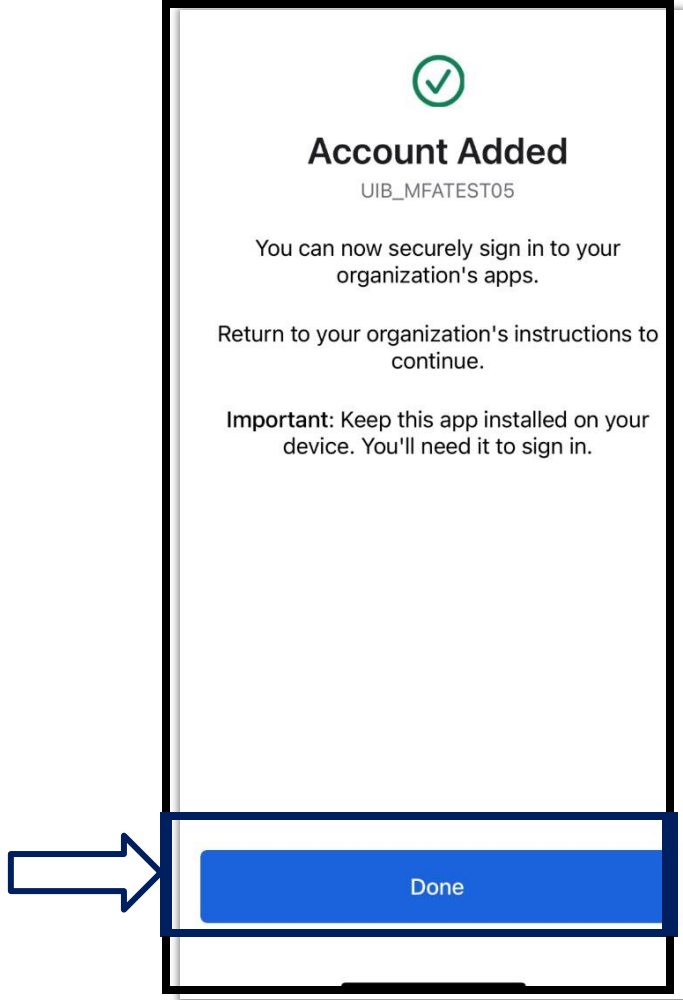 Account Added
UIB_MFATEST05
You can now securely sign in to your
organization's apps.
Return to your organization's instructions to
continue.
Important: Keep this app installed on your
device. You'll need it to sign in.
Done